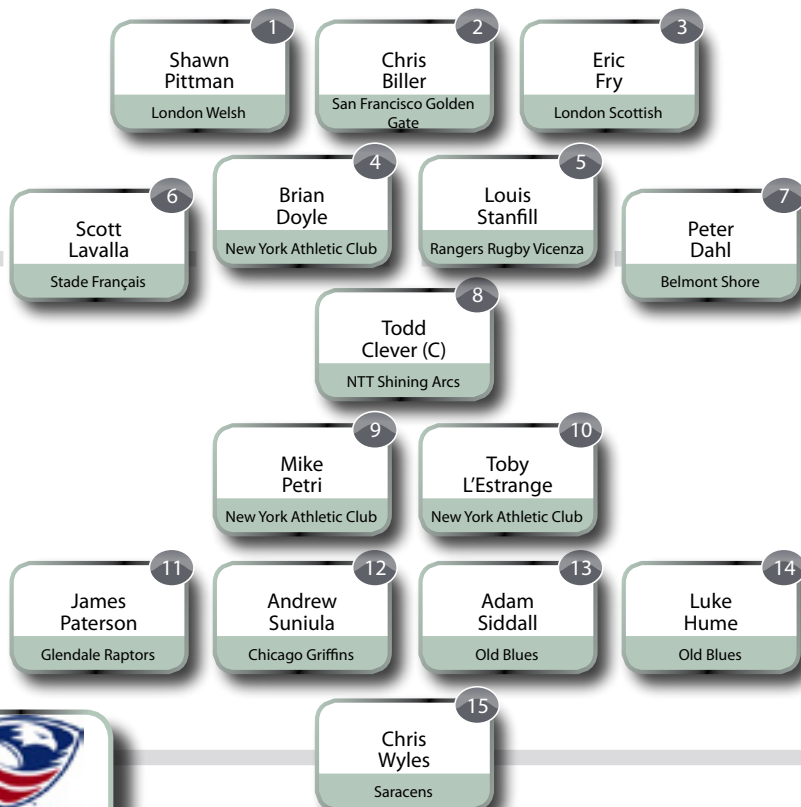 1
Shawn
Pittman
London Welsh
2
Chris
Biller
San Francisco Golden
Gate
3
Eric
Fry
London Scottish
4
Brian
Doyle
New York Athletic Club
5
Louis
Stanfill
Rangers Rugby Vicenza
6
Scott
Lavalla
Stade Français
7
Peter
Dahl
Belmont Shore
8
Todd
Clever (C)
NTT Shining Arcs
9
Mike
Petri
New York Athletic Club
10
Toby
L'Estrange
New York Athletic Club
11
James
Paterson
Glendale Raptors
12
Andrew
Suniula
Chicago Griffins
13
Adam
Siddall
Old Blues
14
Luke
Hume
Old Blues
15
Chris
Wyles
Saracens